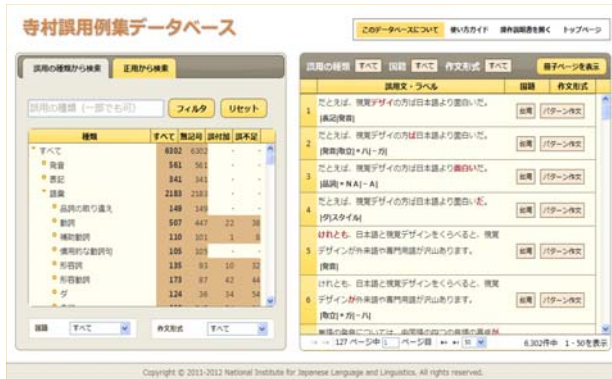 寺村誤用例集データベース
このデータベースについて 使い方ガイド 操作説明書を開く トップページ
誤用の種類から検索 正用から検索
誤用の種類（一部でも可） フィルタ リセット
種類 すべて 無記号 誤付加 誤不足
すべて 6302 6302 - -
発音 561 561 - -
表記 341 341 - -
語彙 2183 2183 - -
品詞の取り違え 149 149 - -
動詞 507 447 22 38
補助動詞 110 101 1 8
慣用的な動詞句 105 105 - -
形容詞 135 93 10 32
形容動詞 173 87 42 44
ダ 124 36 34 54
国籍 すべて 作文形式 すべて
誤用の種類 すべて 国籍 すべて 作文形式 すべて 冊子ページを表示
誤用文・ラベル 国籍 作文形式
1 だとえば、視覚デザイの方は日本語より面白いだ。 台湾 パターン作文
|表記|発音|
2 だとえば、視覚デザイの方ば日本語より面白いだ。 台湾 パターン作文
|発音|取立|+ハ|－ガ|
3 だとえば、視覚デザイの方は日本語より面白いだ。 台湾 パターン作文
|品詞|+NA|－A|
4 だとえば、視覚デザイの方は日本語より面白いだ。 台湾 パターン作文
|ダ|スタイル|
5 けれとも、日本語と視覚デザインをくらべると、視覚
デザインが外来語や専門用語が沢山あります。 台湾 パターン作文
|発音|
6 けれとも、日本語と視覚デザインをくらべると、視覚
デザインが外来語や専門用語が沢山あります。 台湾 パターン作文
|取立|+ガ|－ハ|
127 ページ中 1 ページ目 50 6,302件中 1 - 50を表示
Copyright © 2011-2012 National Institute for Japanese Language and Linguistics. All rights reserved.